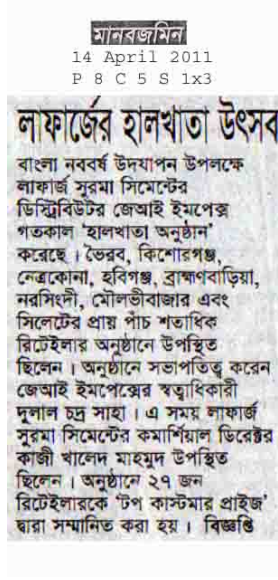 মানবজমিন
14 April 2011
P 8 C 5 S 1x3
লাফার্জের হালখাতা উৎসব
বাংলা নববর্ষ উদযাপন উপলক্ষে
লাফার্জ সুরমা সিমেন্টের
ডিস্ট্রিবিউটর জেআই ইমপেক্স
গতকাল 'হালখাতা অনুষ্ঠান'
করেছে । ভৈরব, কিশোরগঞ্জ,
নেত্রকোনা, হবিগঞ্জ, ব্রাহ্মণবাড়িয়া,
নরসিংদী, মৌলভীবাজার এবং
সিলেটের প্রায় পাঁচ শতাধিক
রিটেইলার অনুষ্ঠানে উপস্থিত
ছিলেন । অনুষ্ঠানে সভাপতিত্ব করেন
জেআই ইমপেক্সের স্বত্বাধিকারী
দুলাল চন্দ্র সাহা । এ সময় লাফার্জ
সুরমা সিমেন্টের কমার্শিয়াল ডিরেক্টর
কাজী খালেদ মাহমুদ উপস্থিত
ছিলেন । অনুষ্ঠানে ২৭ জন
রিটেইলারকে 'টপ কাস্টমার প্রাইজ'
দ্বারা সম্মানিত করা হয় । বিজ্ঞপ্তি